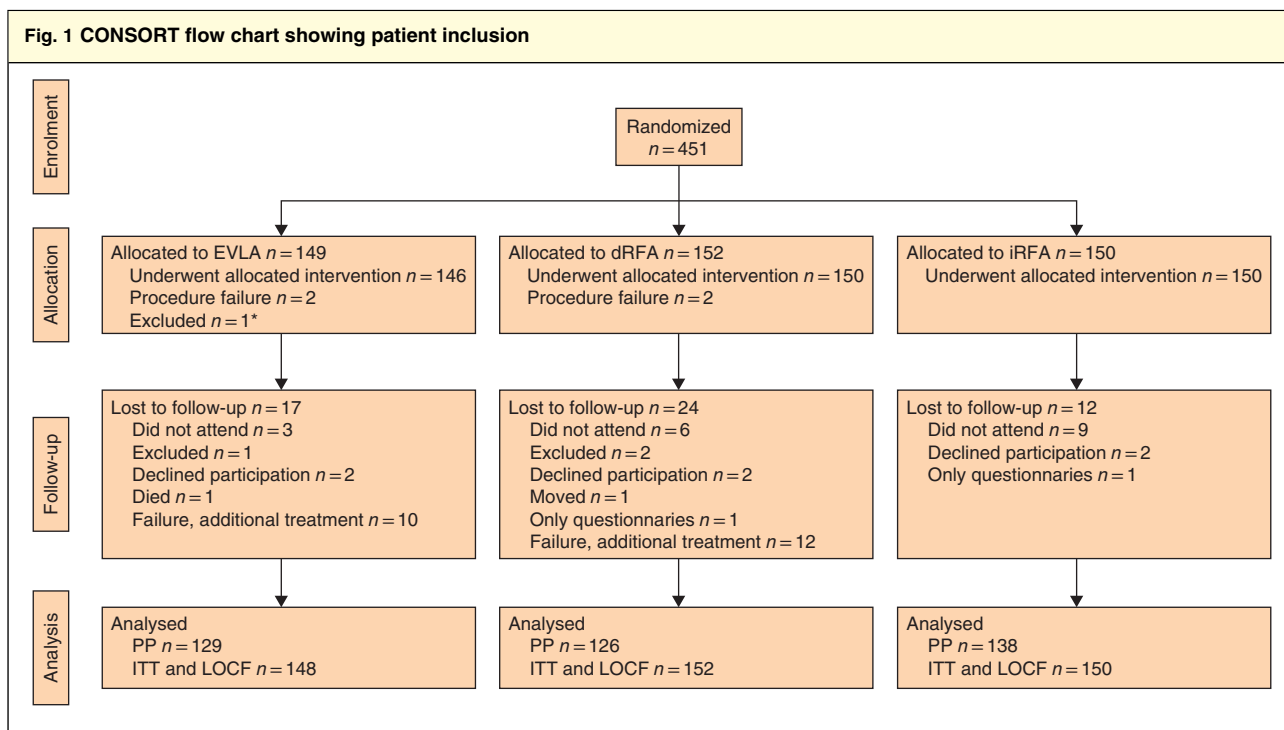 Fig. 1 CONSORT flow chart showing patient inclusion
Enrolment
Randomized
n = 451
Allocation
Allocated to EVLA n = 149
Underwent allocated intervention n = 146
Procedure failure n = 2
Excluded n = 1*
Allocated to dRFA n = 152
Underwent allocated intervention n = 150
Procedure failure n = 2
Allocated to iRFA n = 150
Underwent allocated intervention n = 150
Follow-up
Lost to follow-up n = 17
Did not attend n = 3
Excluded n = 1
Declined participation n = 2
Died n = 1
Failure, additional treatment n = 10
Lost to follow-up n = 24
Did not attend n = 6
Excluded n = 2
Declined participation n = 2
Moved n = 1
Only questionnaries n = 1
Failure, additional treatment n = 12
Lost to follow-up n = 12
Did not attend n = 9
Declined participation n = 2
Only questionnaries n = 1
Analysis
Analysed
PP n = 129
ITT and LOCF n = 148
Analysed
PP n = 126
ITT and LOCF n = 152
Analysed
PP n = 138
ITT and LOCF n = 150